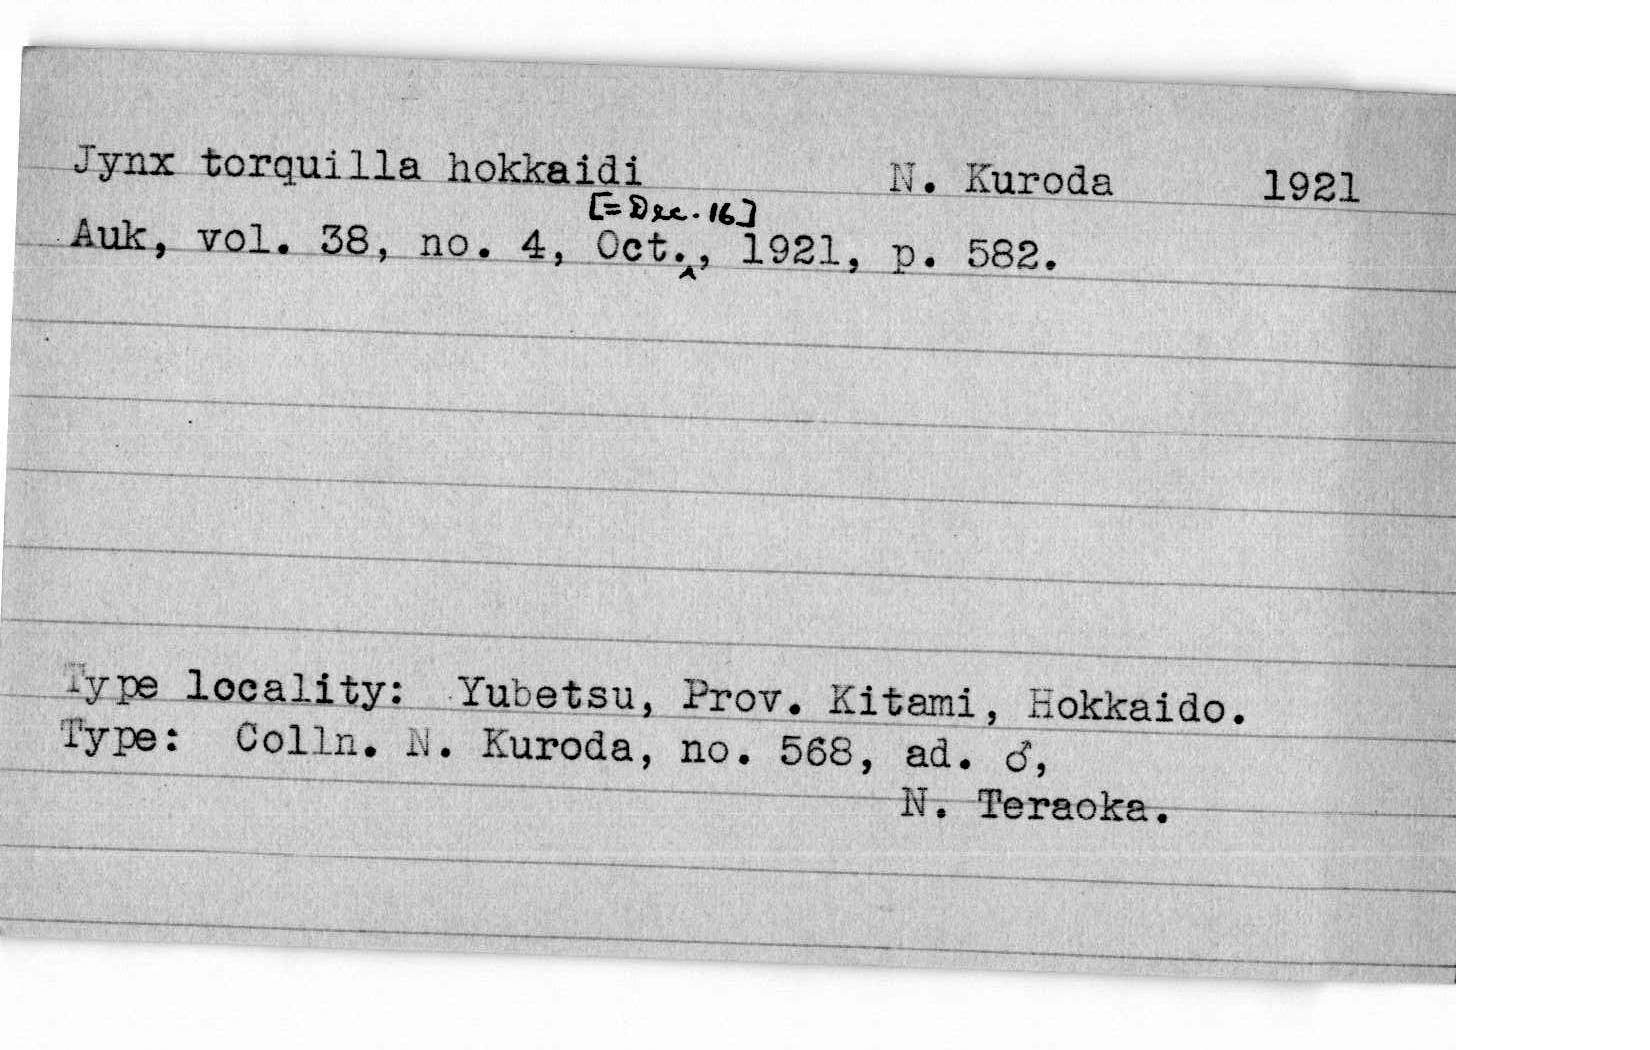 Jynx torquilla hokkaidi N. Kuroda 1921
[=Dec. 16]
Auk, vol. 38, no. 4, Oct.‸, 1921, p. 582.
Type locality: Yubetsu, Prov. Kitami, Hokkaido.
Type: Colln. N. Kuroda, no. 568, ad. ♂,
N. Teraoka.